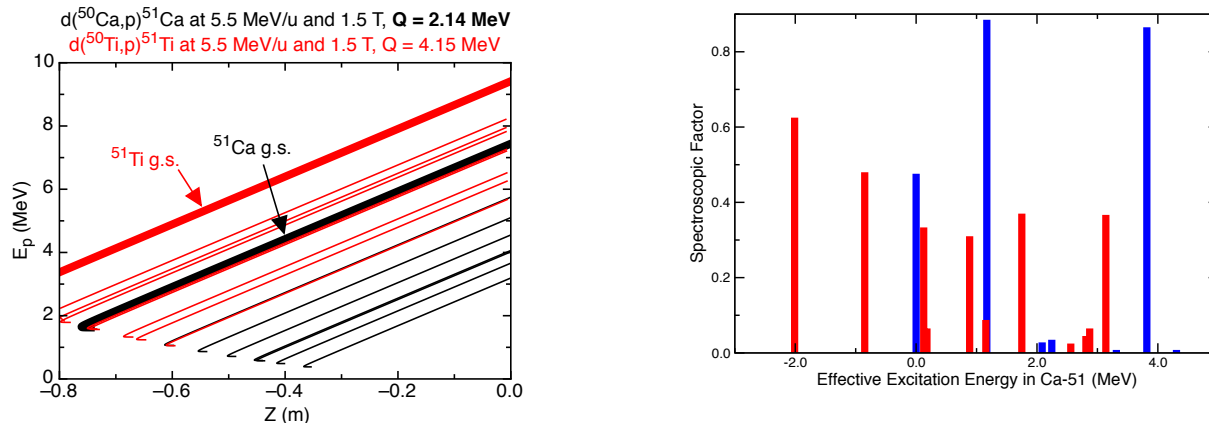 d(⁵⁰Ca,p)⁵¹Ca at 5.5 MeV/u and 1.5 T, Q = 2.14 MeV
d(⁵⁰Ti,p)⁵¹Ti at 5.5 MeV/u and 1.5 T, Q = 4.15 MeV
10
8
6
4
2
0
E_p (MeV)
⁵¹Ti g.s.
⁵¹Ca g.s.
−0.8
−0.6
−0.4
−0.2
0.0
Z (m)
0.8
0.6
0.4
0.2
0.0
Spectroscopic Factor
-2.0
0.0
2.0
4.0
Effective Excitation Energy in Ca-51 (MeV)